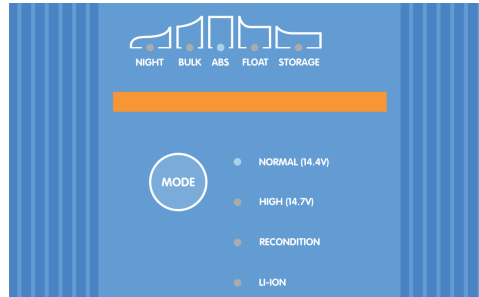 NIGHT BULK ABS FLOAT STORAGE
MODE
NORMAL (14.4V)
HIGH (14.7V)
RECONDITION
LI-ION